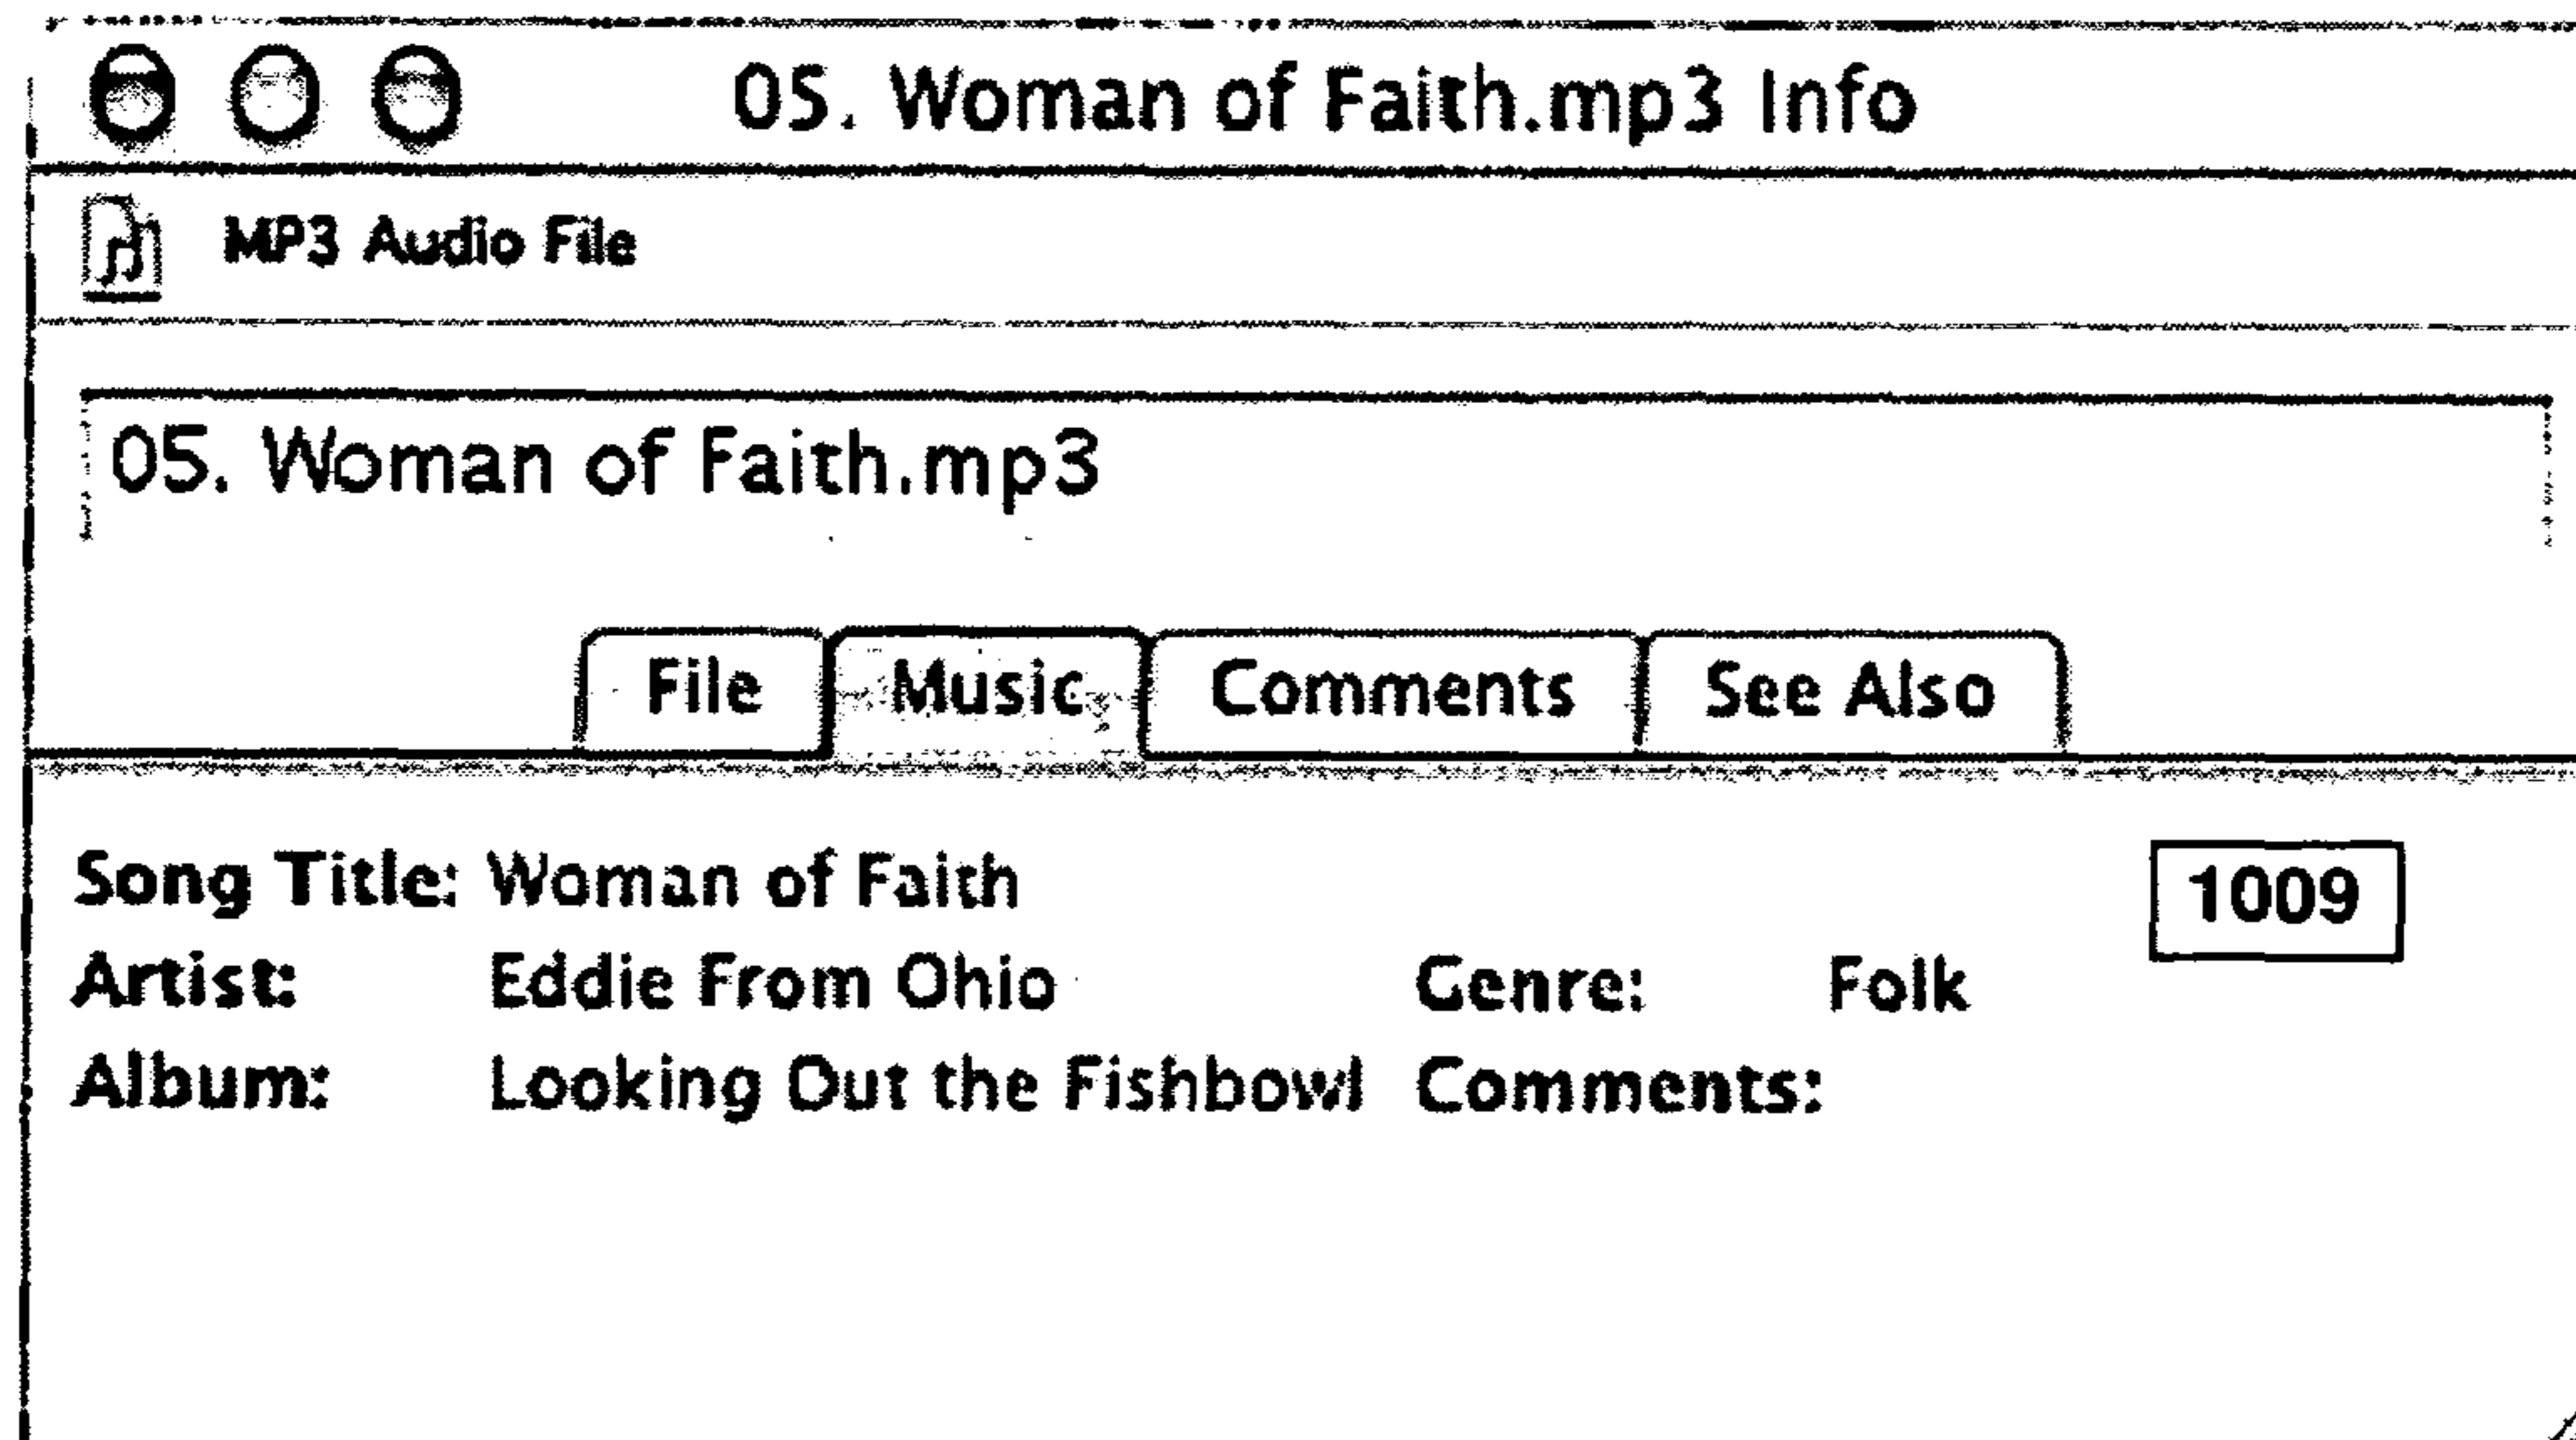 05. Woman of Faith.mp3 Info
MP3 Audio File
05. Woman of Faith.mp3
File Music Comments See Also
Song Title: Woman of Faith
1009
Artist: Eddie From Ohio Genre: Folk
Album: Looking Out the Fishbowl Comments: